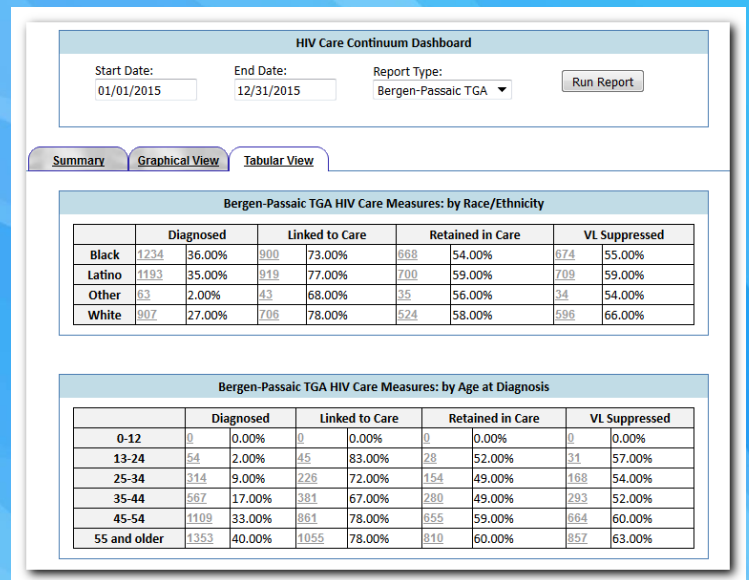 HIV Care Continuum Dashboard
Start Date: End Date: Report Type:
01/01/2015 12/31/2015 Bergen-Passaic TGA Run Report
Summary Graphical View Tabular View
Bergen-Passaic TGA HIV Care Measures: by Race/Ethnicity
Diagnosed Linked to Care Retained in Care VL Suppressed
Black 1234 36.00% 900 73.00% 668 54.00% 674 55.00%
Latino 1193 35.00% 919 77.00% 700 59.00% 709 59.00%
Other 63 2.00% 43 68.00% 35 56.00% 34 54.00%
White 907 27.00% 706 78.00% 524 58.00% 596 66.00%
Bergen-Passaic TGA HIV Care Measures: by Age at Diagnosis
Diagnosed Linked to Care Retained in Care VL Suppressed
0-12 0 0.00% 0 0.00% 0 0.00% 0 0.00%
13-24 54 2.00% 45 83.00% 28 52.00% 31 57.00%
25-34 314 9.00% 226 72.00% 154 49.00% 168 54.00%
35-44 567 17.00% 381 67.00% 280 49.00% 293 52.00%
45-54 1109 33.00% 861 78.00% 655 59.00% 664 60.00%
55 and older 1353 40.00% 1055 78.00% 810 60.00% 857 63.00%